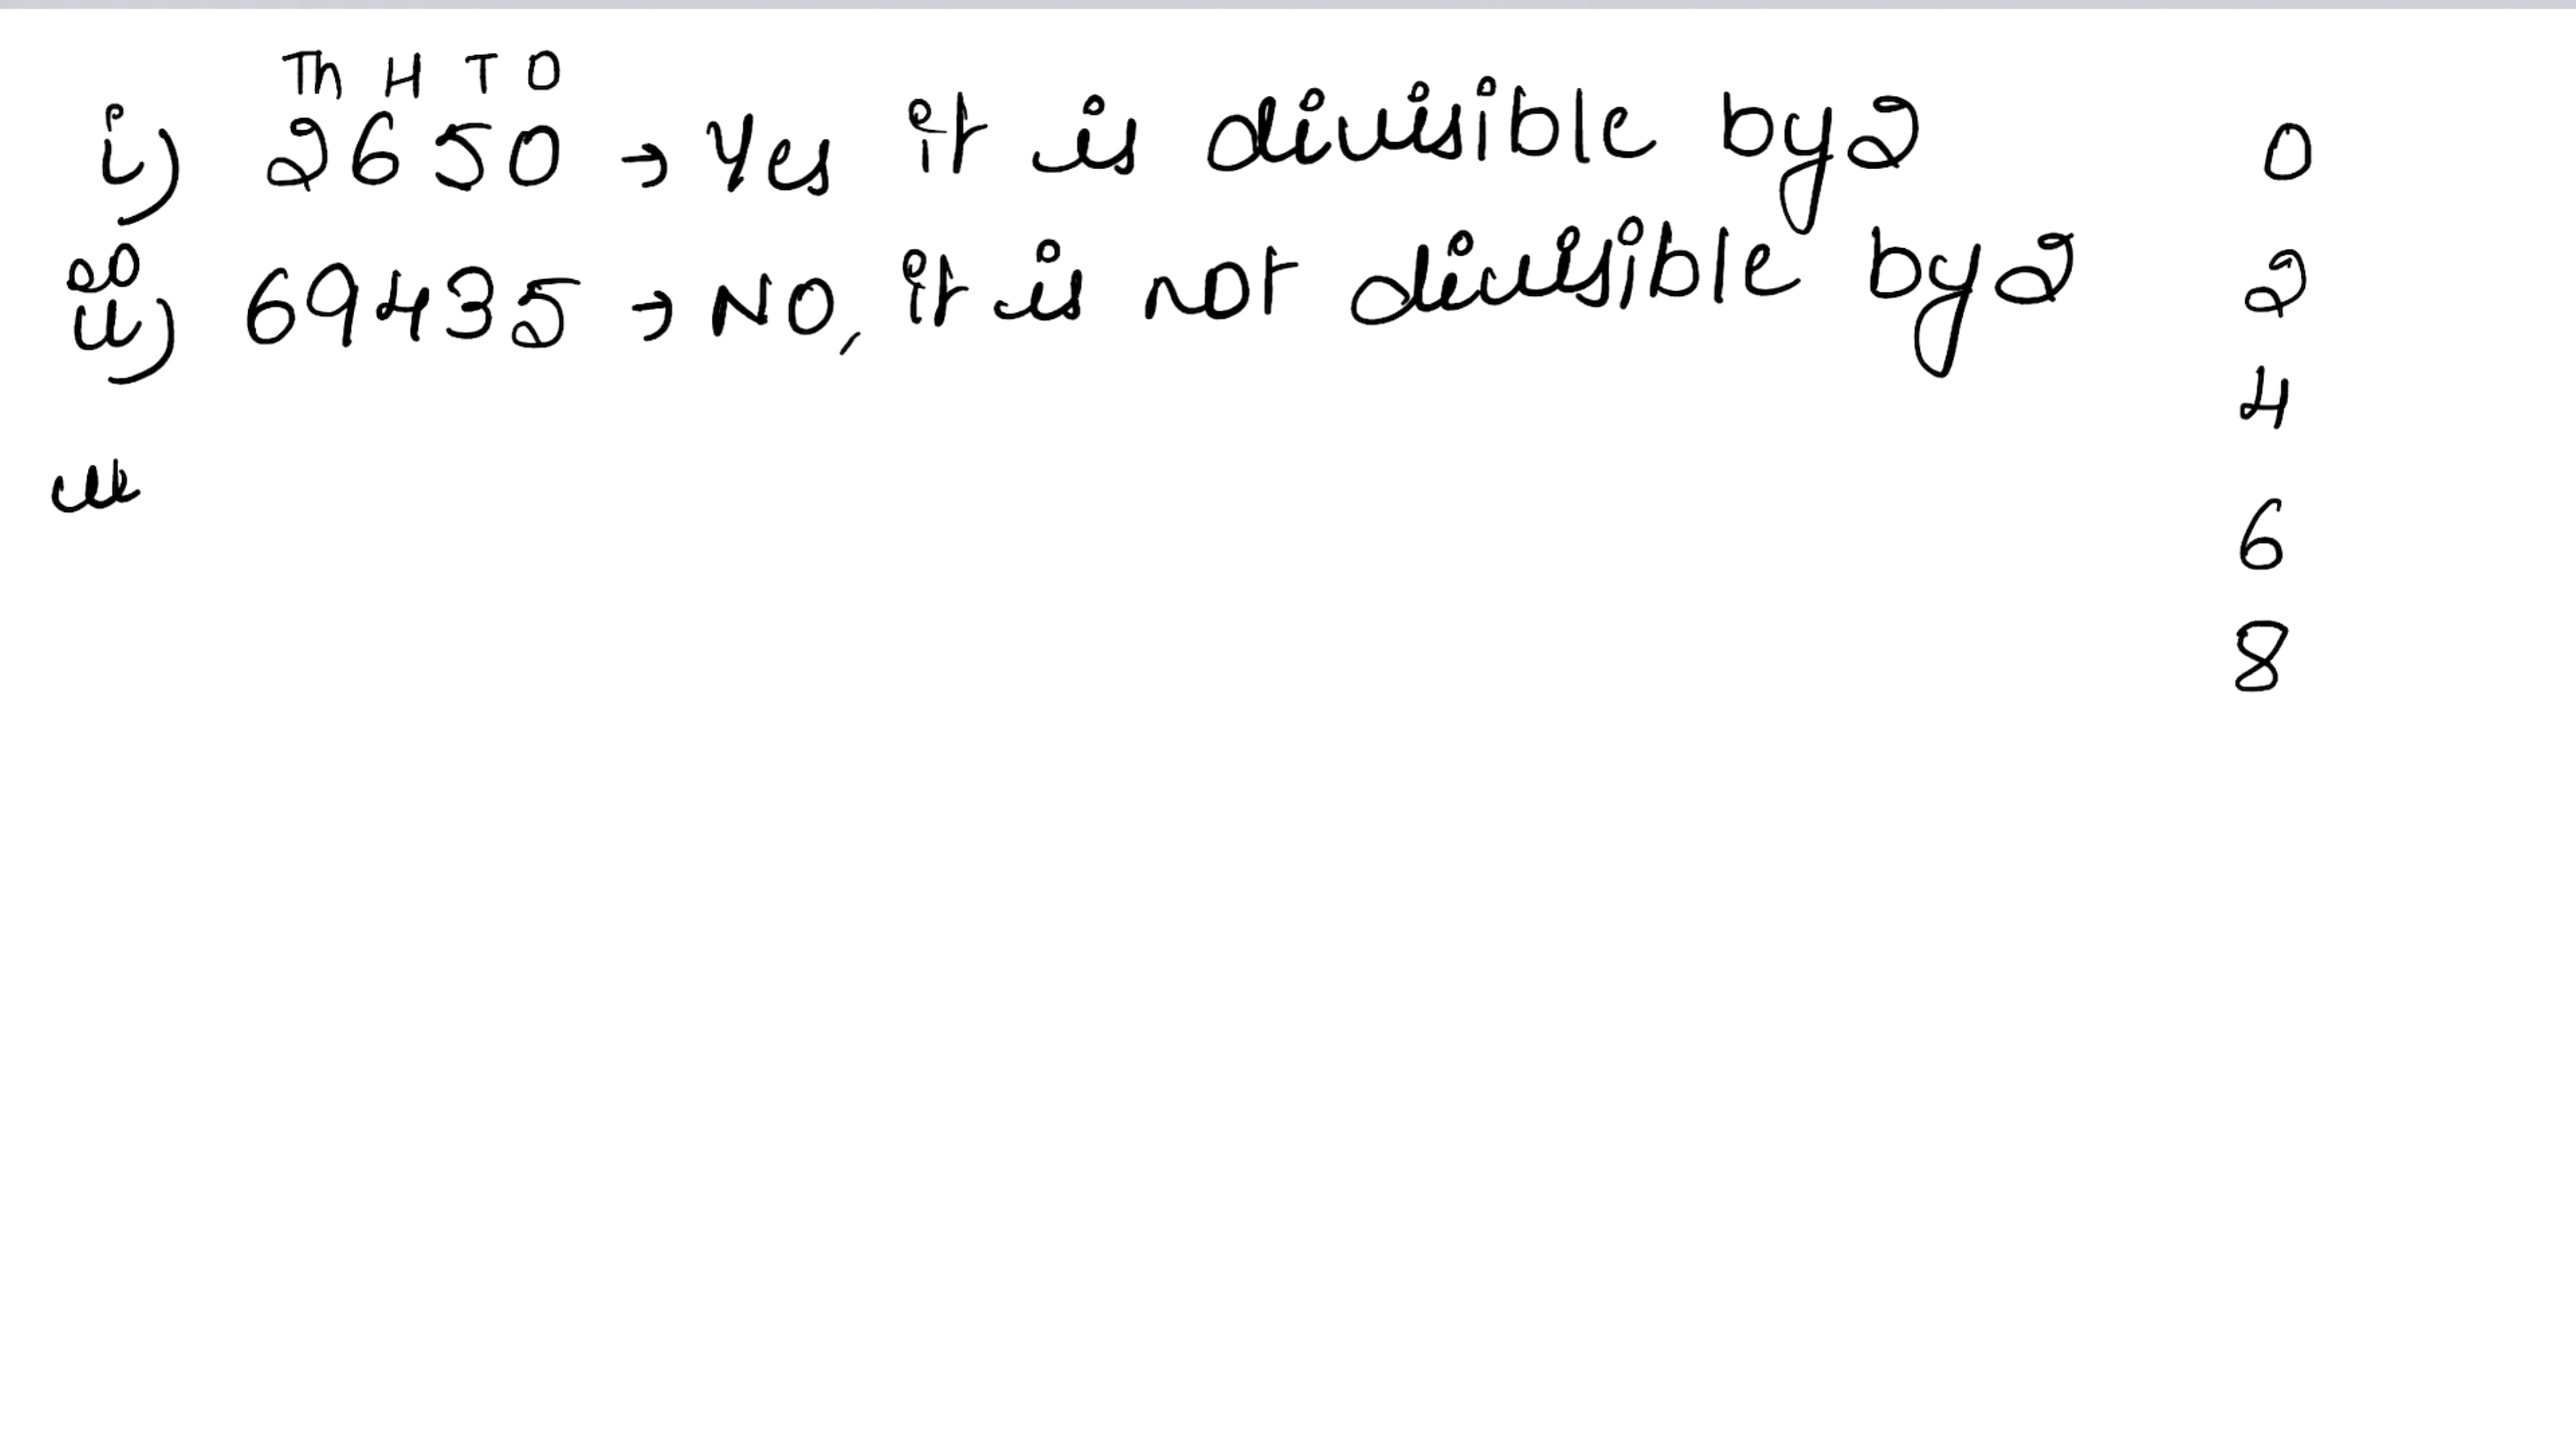 Th H T O
i) 2650 → Yes it is divisible by 2
ii) 69435 → NO, it is not divisible by 2
iii
0
2
4
6
8